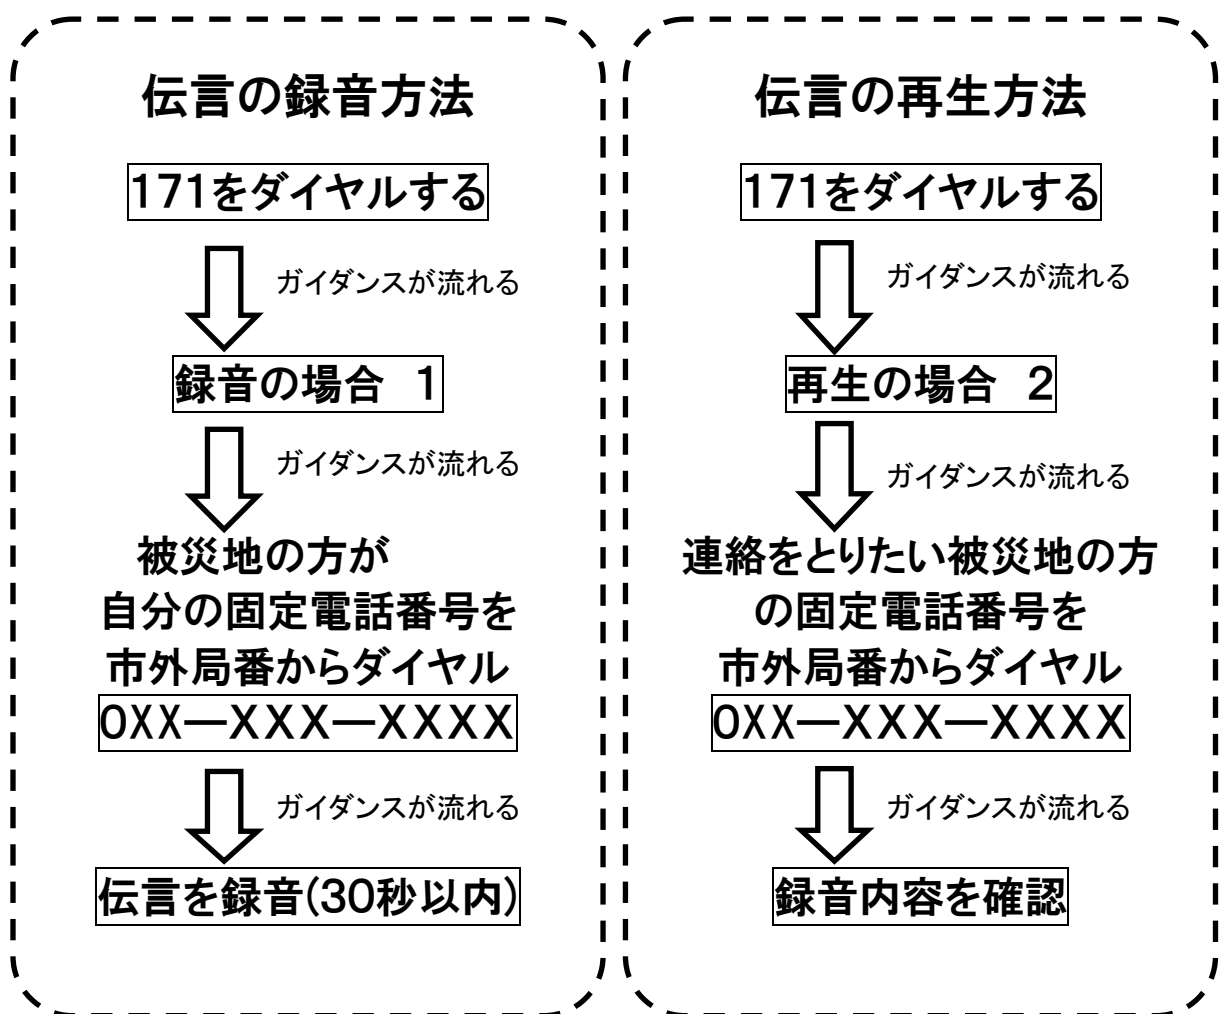 伝言の録音方法
171をダイヤルする
ガイダンスが流れる
録音の場合　1
ガイダンスが流れる
被災地の方が
自分の固定電話番号を
市外局番からダイヤル
0XX―XXX―XXXX
ガイダンスが流れる
伝言を録音(30秒以内)
伝言の再生方法
171をダイヤルする
ガイダンスが流れる
再生の場合　2
ガイダンスが流れる
連絡をとりたい被災地の方
の固定電話番号を
市外局番からダイヤル
0XX―XXX―XXXX
ガイダンスが流れる
録音内容を確認